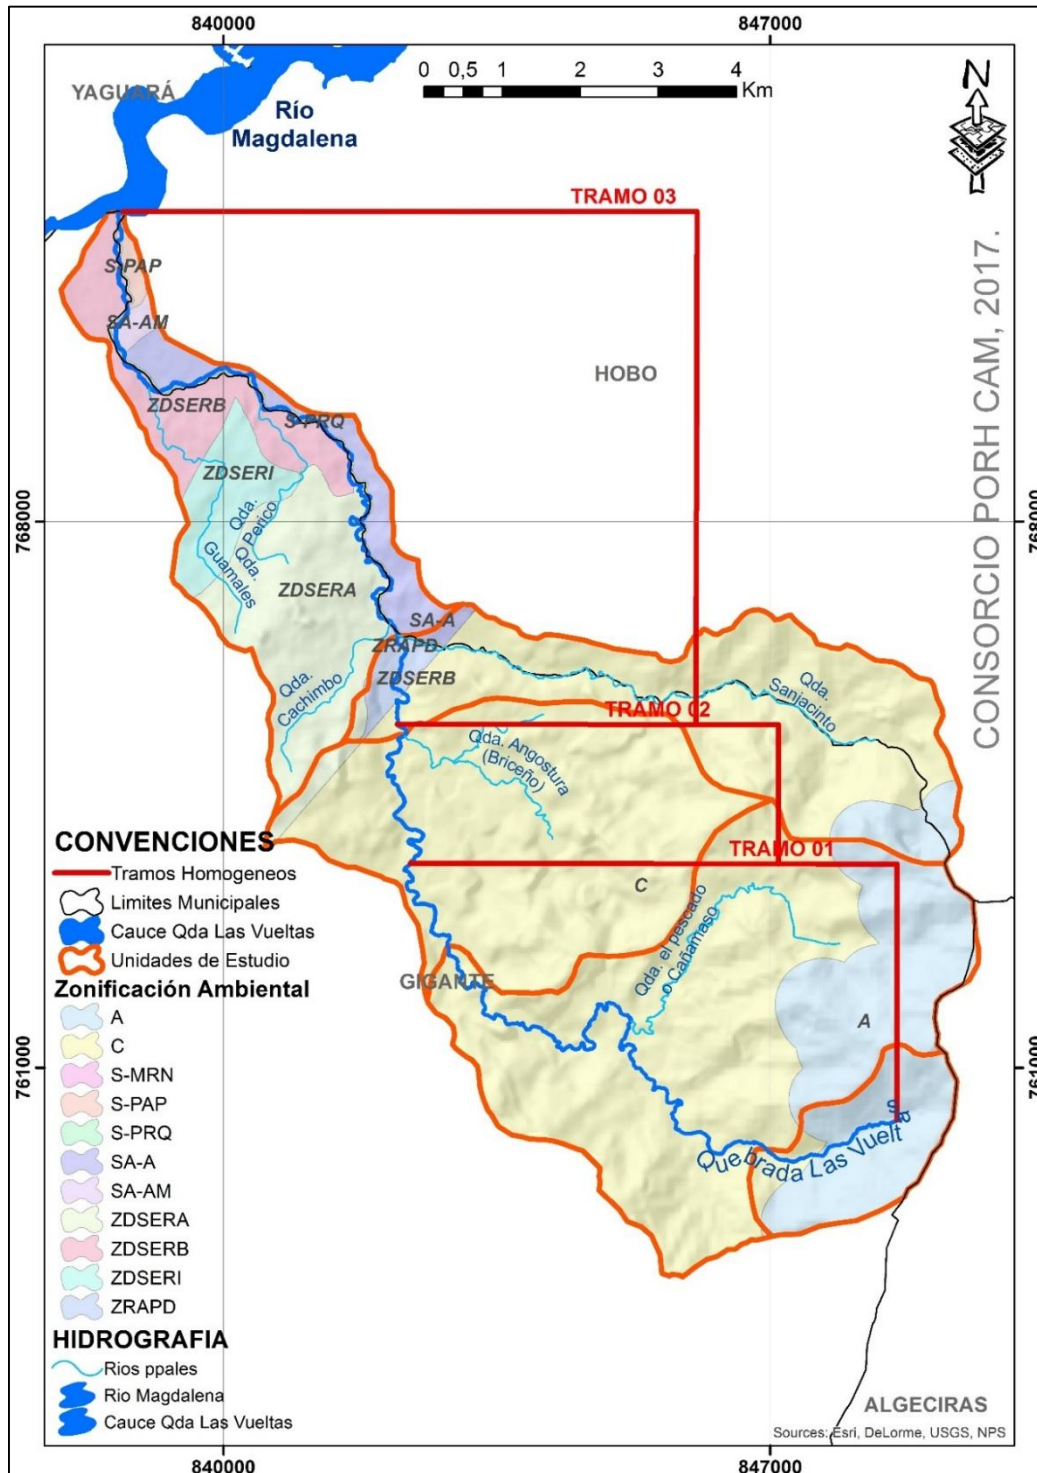 840000
847000
0 0,5 1 2 3 4
Km
N
YAGUARÁ
Río
Magdalena
TRAMO 03
CONSORCIO PORH CAM, 2017.
S-PAP
SA-AM
HOBO
ZDSERB
S-PRQ
ZDSERI
768000
768000
Qda.
Perico
Qda.
Guamales
ZDSERA
SA-A
ZRAPD
ZDSERB
Qda.
Cachimbo
Qda.
Sanjacinto
TRAMO 02
Qda. Angostura
(Briceño)
TRAMO 01
C
Qda. el pescado
o Cañamaso
GIGANTE
A
761000
761000
Quebrada Las Vueltas
CONVENCIONES
Tramos Homogeneos
Limites Municipales
Cauce Qda Las Vueltas
Unidades de Estudio
Zonificación Ambiental
A
C
S-MRN
S-PAP
S-PRQ
SA-A
SA-AM
ZDSERA
ZDSERB
ZDSERI
ZRAPD
HIDROGRAFIA
Rios ppales
Rio Magdalena
Cauce Qda Las Vueltas
ALGECIRAS
Sources: Esri, DeLorme, USGS, NPS
840000
847000